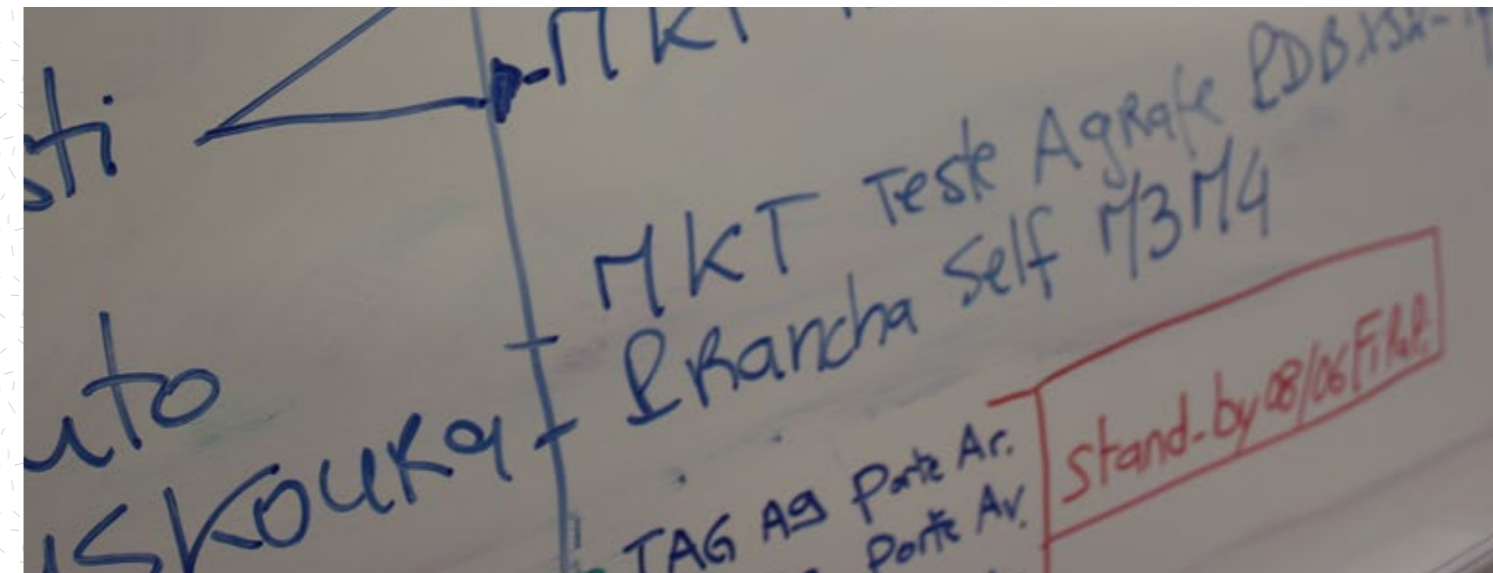 MKT
sti
MKT Teste Agrafe PDB
PRancha Self M3M4
uto
uskouRa
TAG Ag Porte Ar.
Porte Av.
Stand-by 08/06